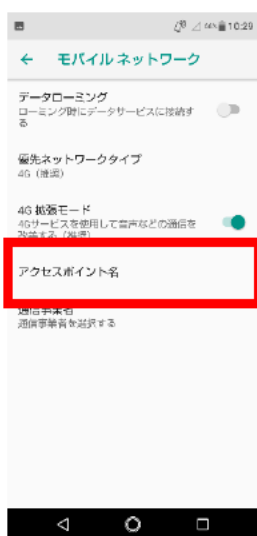 10:29
モバイル ネットワーク
データローミング
ローミング時にデータサービスに接続す
る
優先ネットワークタイプ
4G（推奨）
4G 拡張モード
4Gサービスを使用して音声などの通信を
改善する（推奨）
アクセスポイント名
通信事業者
通信事業者を選択する